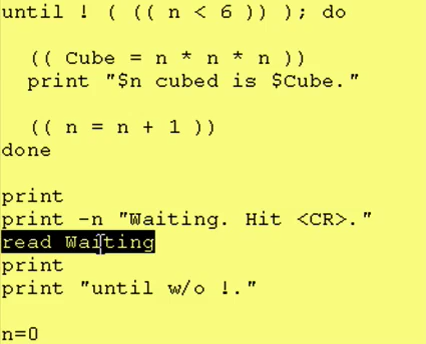 until ! ( (( n < 6 )) ); do
(( Cube = n * n * n ))
print "$n cubed is $Cube."
(( n = n + 1 ))
done
print
print -n "Waiting. Hit <CR>."
read Waiting
print
print "until w/o !."
n=0